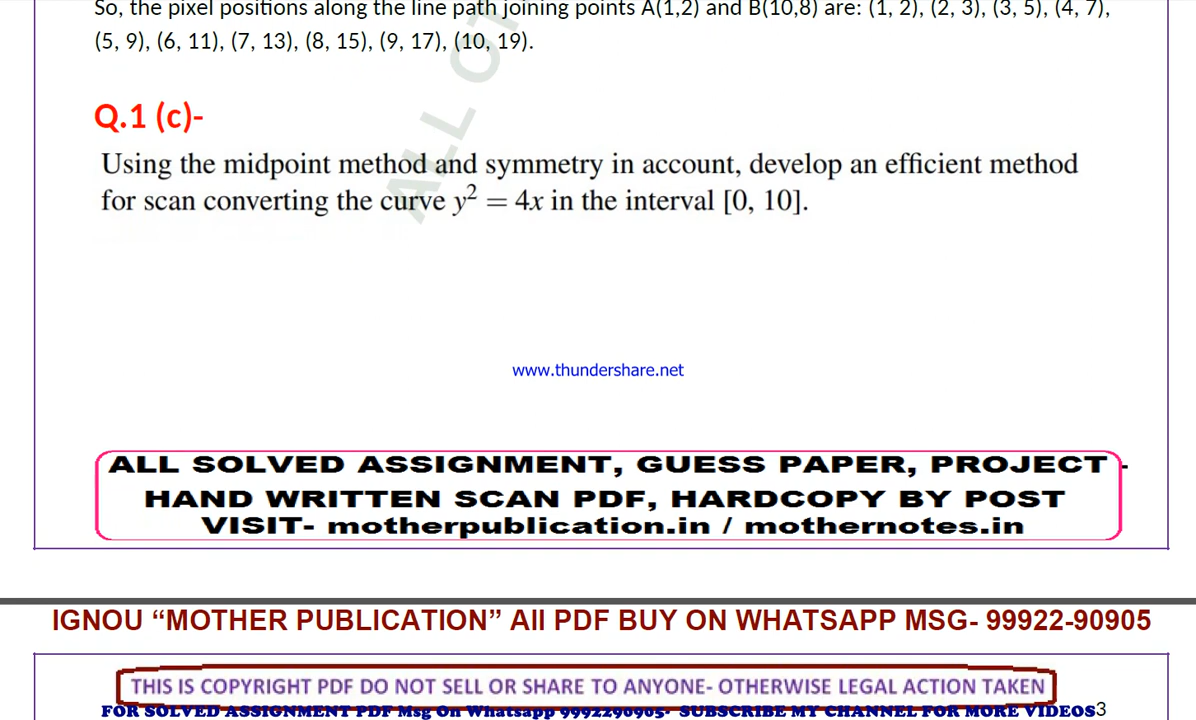 So, the pixel positions along the line path joining points A(1,2) and B(10,8) are: (1, 2), (2, 3), (3, 5), (4, 7),
(5, 9), (6, 11), (7, 13), (8, 15), (9, 17), (10, 19).
ALL OT
Q.1 (c)-
Using the midpoint method and symmetry in account, develop an efficient method
for scan converting the curve y² = 4x in the interval [0, 10].
www.thundershare.net
ALL SOLVED ASSIGNMENT, GUESS PAPER, PROJECT -
HAND WRITTEN SCAN PDF, HARDCOPY BY POST
VISIT- motherpublication.in / mothernotes.in
IGNOU “MOTHER PUBLICATION” All PDF BUY ON WHATSAPP MSG- 99922-90905
THIS IS COPYRIGHT PDF DO NOT SELL OR SHARE TO ANYONE- OTHERWISE LEGAL ACTION TAKEN
FOR SOLVED ASSIGNMENT PDF Msg On Whatsapp 9992290905- SUBSCRIBE MY CHANNEL FOR MORE VIDEOS3